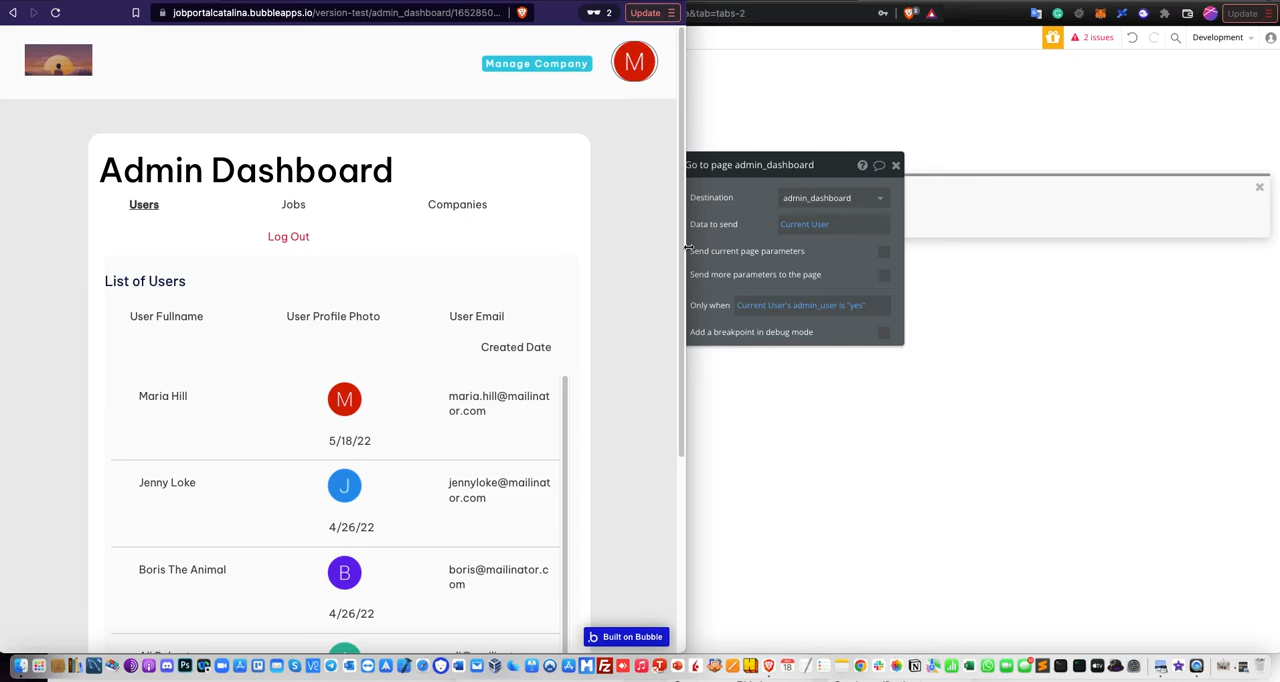 jobportalcatalina.bubbleapps.io/version-test/admin_dashboard/1652850...
2
Update
a&tab=tabs-2
3
Update
2 issues
Development
Manage Company
M
Admin Dashboard
Users
Jobs
Companies
Log Out
List of Users
User Fullname
User Profile Photo
User Email
Created Date
Maria Hill
M
maria.hill@mailinat
or.com
5/18/22
Jenny Loke
J
jennyloke@mailinat
or.com
4/26/22
Boris The Animal
B
boris@mailinator.c
om
4/26/22
b Built on Bubble
Go to page admin_dashboard
Destination
admin_dashboard
Data to send
Current User
Send current page parameters
Send more parameters to the page
Only when
Current User's admin_user is "yes"
Add a breakpoint in debug mode